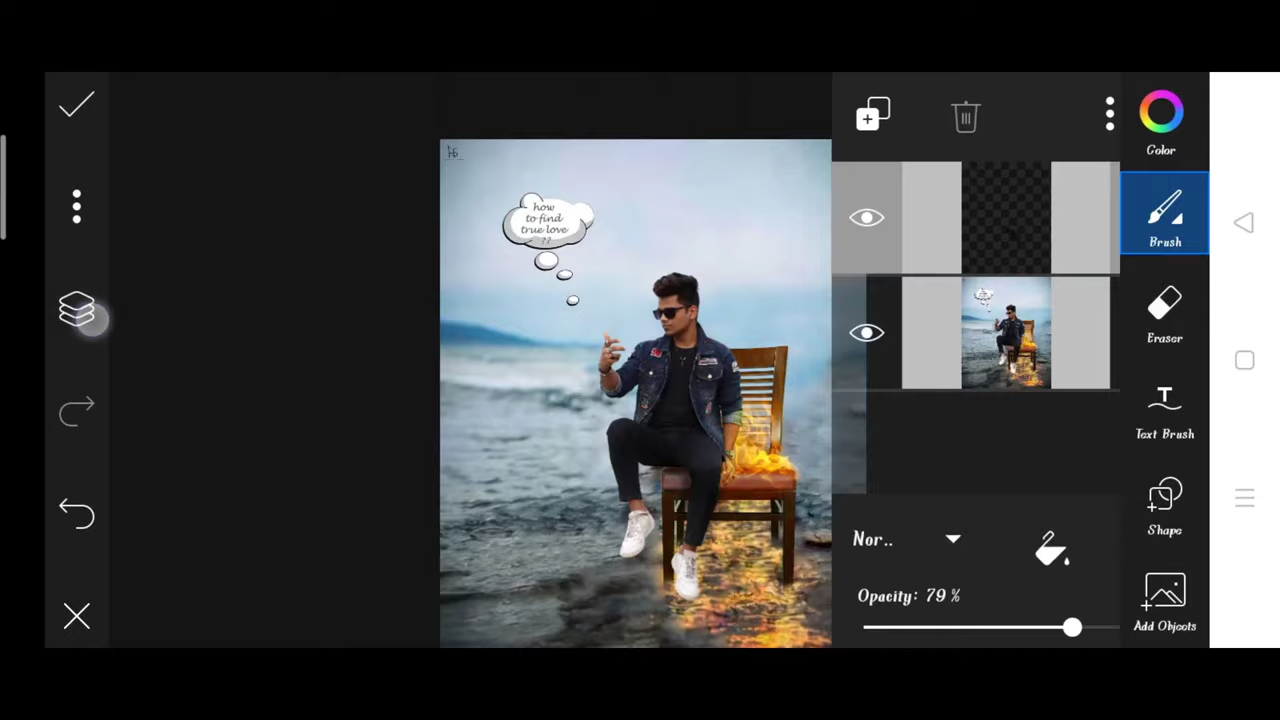 how
to find
true love
??
Nor..
Opacity: 79 %
Color
Brush
Eraser
T
Text Brush
Shape
Add Objects